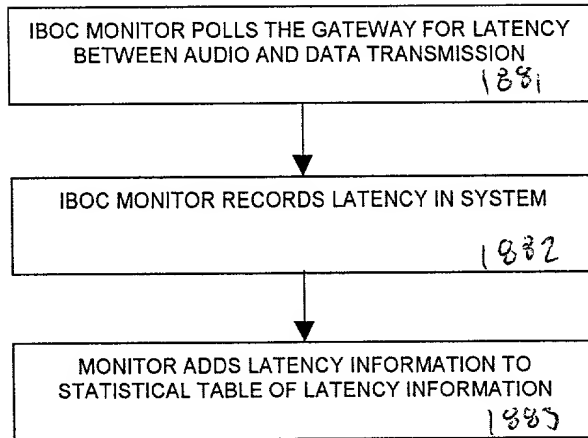 IBOC MONITOR POLLS THE GATEWAY FOR LATENCY
BETWEEN AUDIO AND DATA TRANSMISSION
1881
IBOC MONITOR RECORDS LATENCY IN SYSTEM
1882
MONITOR ADDS LATENCY INFORMATION TO
STATISTICAL TABLE OF LATENCY INFORMATION
1883